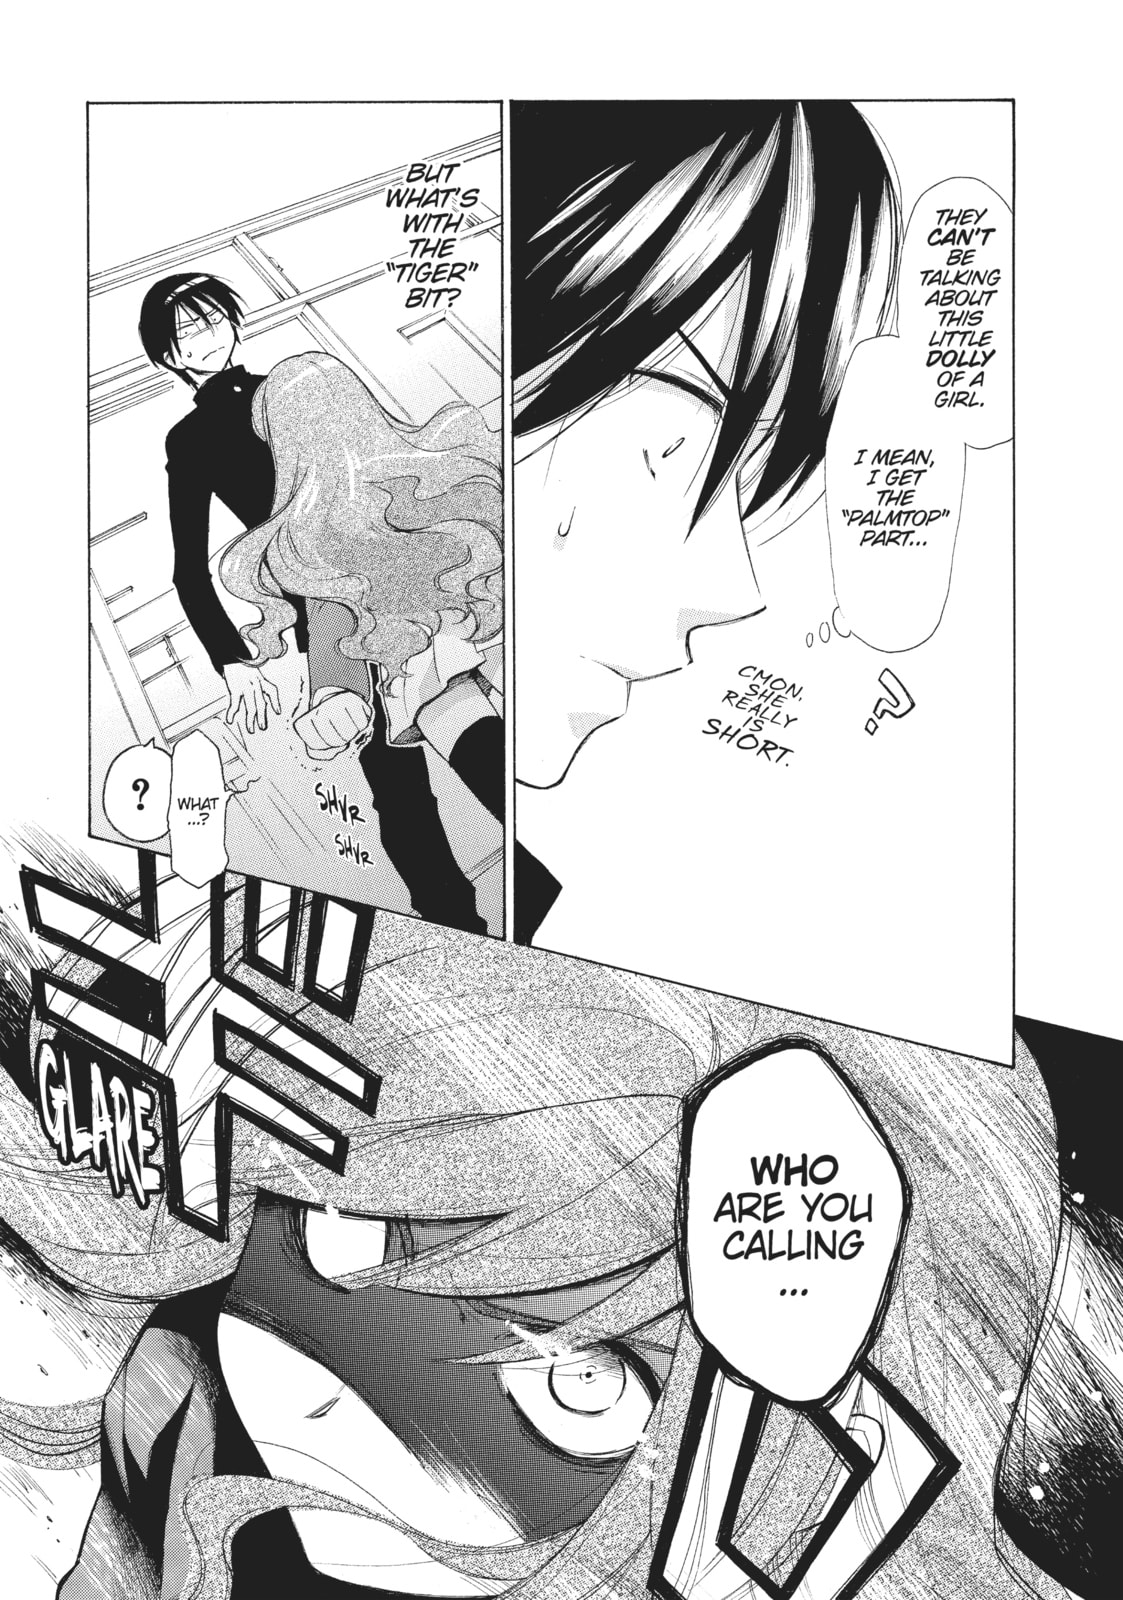 THEY
CAN'T
BE
TALKING
ABOUT
THIS
LITTLE
DOLLY
OF A
GIRL.
I MEAN,
I GET
THE
"PALMTOP"
PART...
?
CMON,
SHE
REALLY
IS
SHORT.
BUT
WHAT'S
WITH
THE
"TIGER"
BIT?
SHVR
SHVR
WHAT
...?
?
GLARE
WHO
ARE YOU
CALLING
...